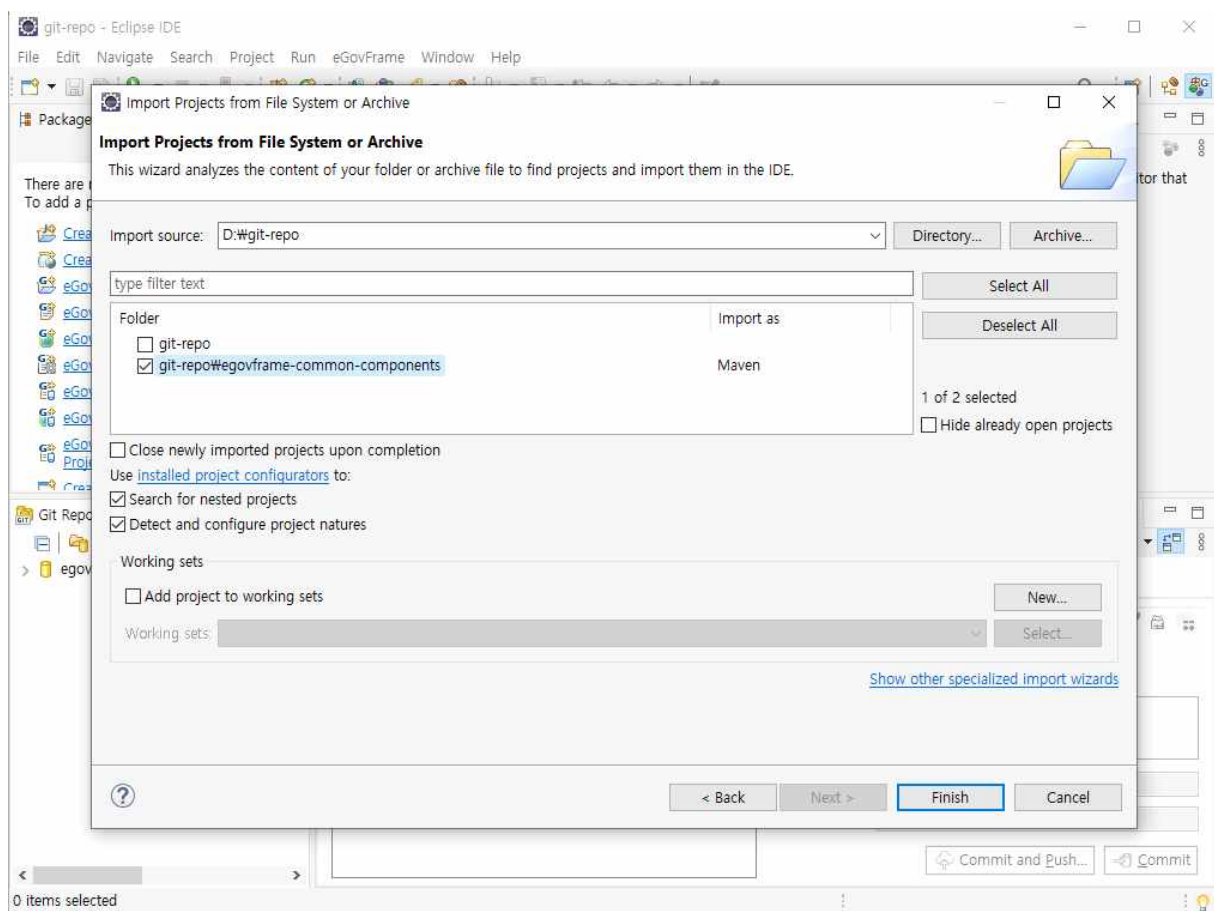 git-repo - Eclipse IDE
File Edit Navigate Search Project Run eGovFrame Window Help
Import Projects from File System or Archive
Package
Import Projects from File System or Archive
This wizard analyzes the content of your folder or archive file to find projects and import them in the IDE.
There are
itor that
To add a
Import source: D:₩git-repo Directory... Archive...
Crea
Crea
type filter text Select All
eGov
eGov
Folder Import as Deselect All
eGov
git-repo
eGov
git-repo₩egovframe-common-components Maven
eGov
1 of 2 selected
eGov
Hide already open projects
eGov
Proje
Close newly imported projects upon completion
Use installed project configurators to:
Crea
Search for nested projects
Git Repo
Detect and configure project natures
Working sets
egov
Add project to working sets New...
Working sets: Select...
Show other specialized import wizards
? < Back Next > Finish Cancel
Commit and Push... Commit
0 items selected